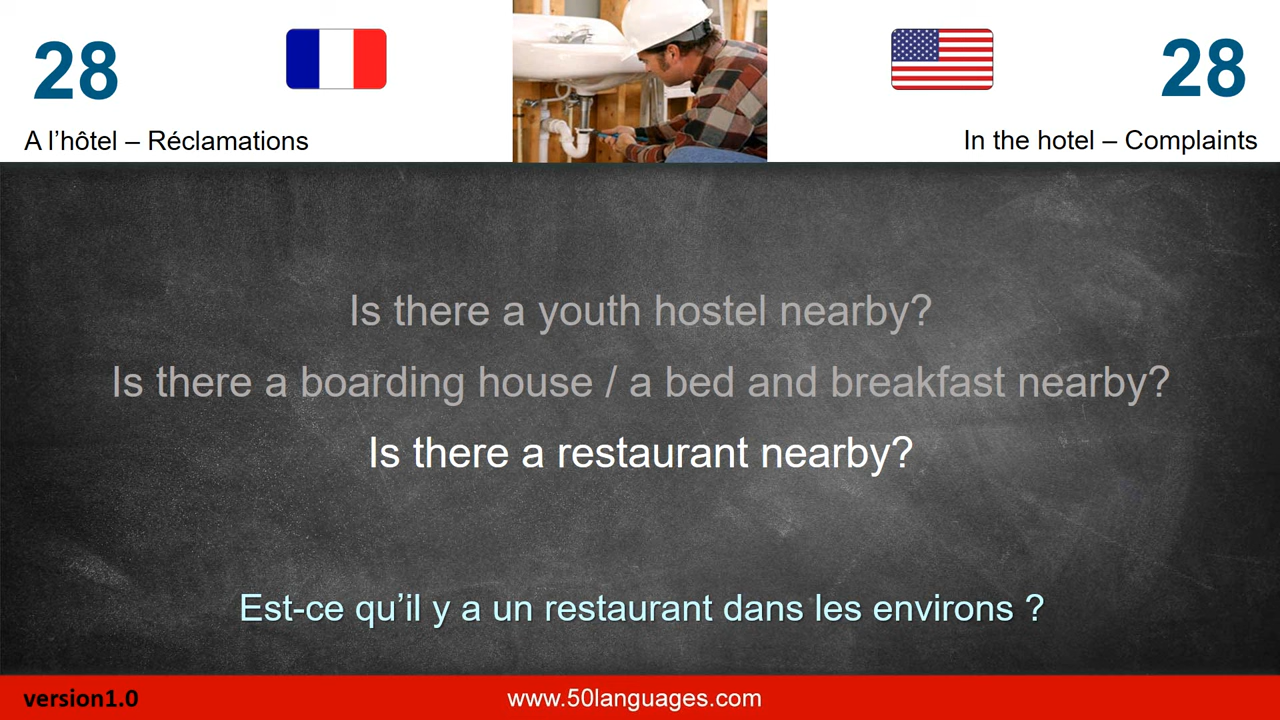 28
28
A l’hôtel – Réclamations
In the hotel – Complaints
Is there a youth hostel nearby?
Is there a boarding house / a bed and breakfast nearby?
Is there a restaurant nearby?
Est-ce qu’il y a un restaurant dans les environs ?
version1.0
www.50languages.com